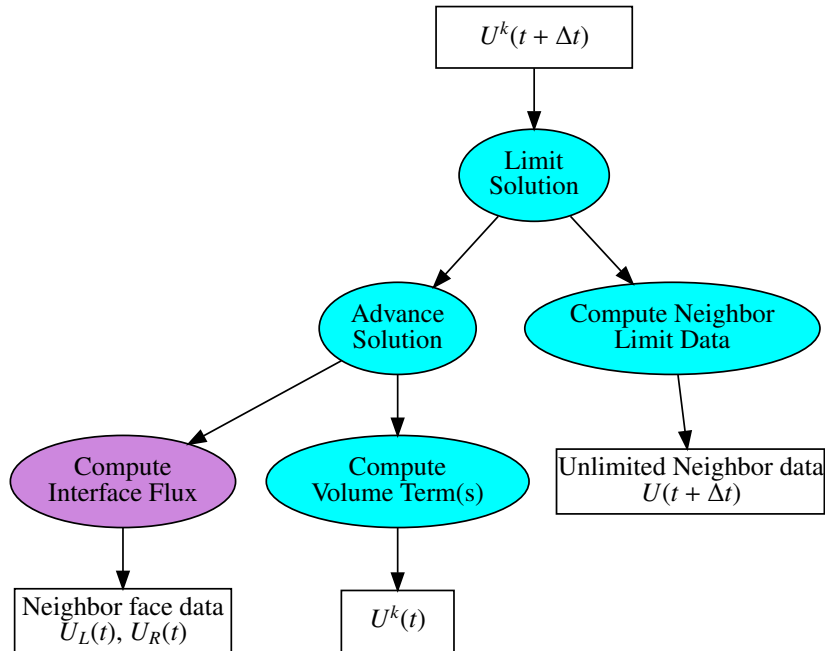 U^k(t + Δt)
Limit
Solution
Advance
Solution
Compute Neighbor
Limit Data
Compute
Interface Flux
Compute
Volume Term(s)
Unlimited Neighbor data
U(t + Δt)
Neighbor face data
U_L(t), U_R(t)
U^k(t)